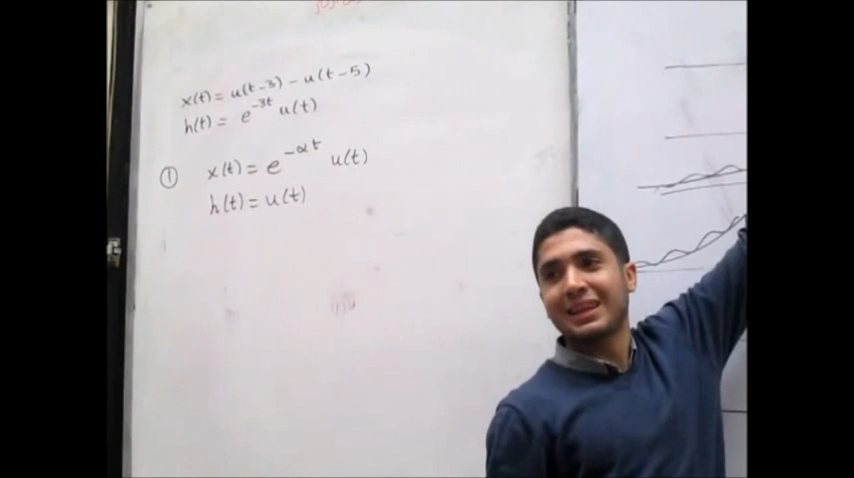 x(t) = u(t-3) - u(t-5)
h(t) = e^{-3t} u(t)
① x(t) = e^{-αt} u(t)
h(t) = u(t)